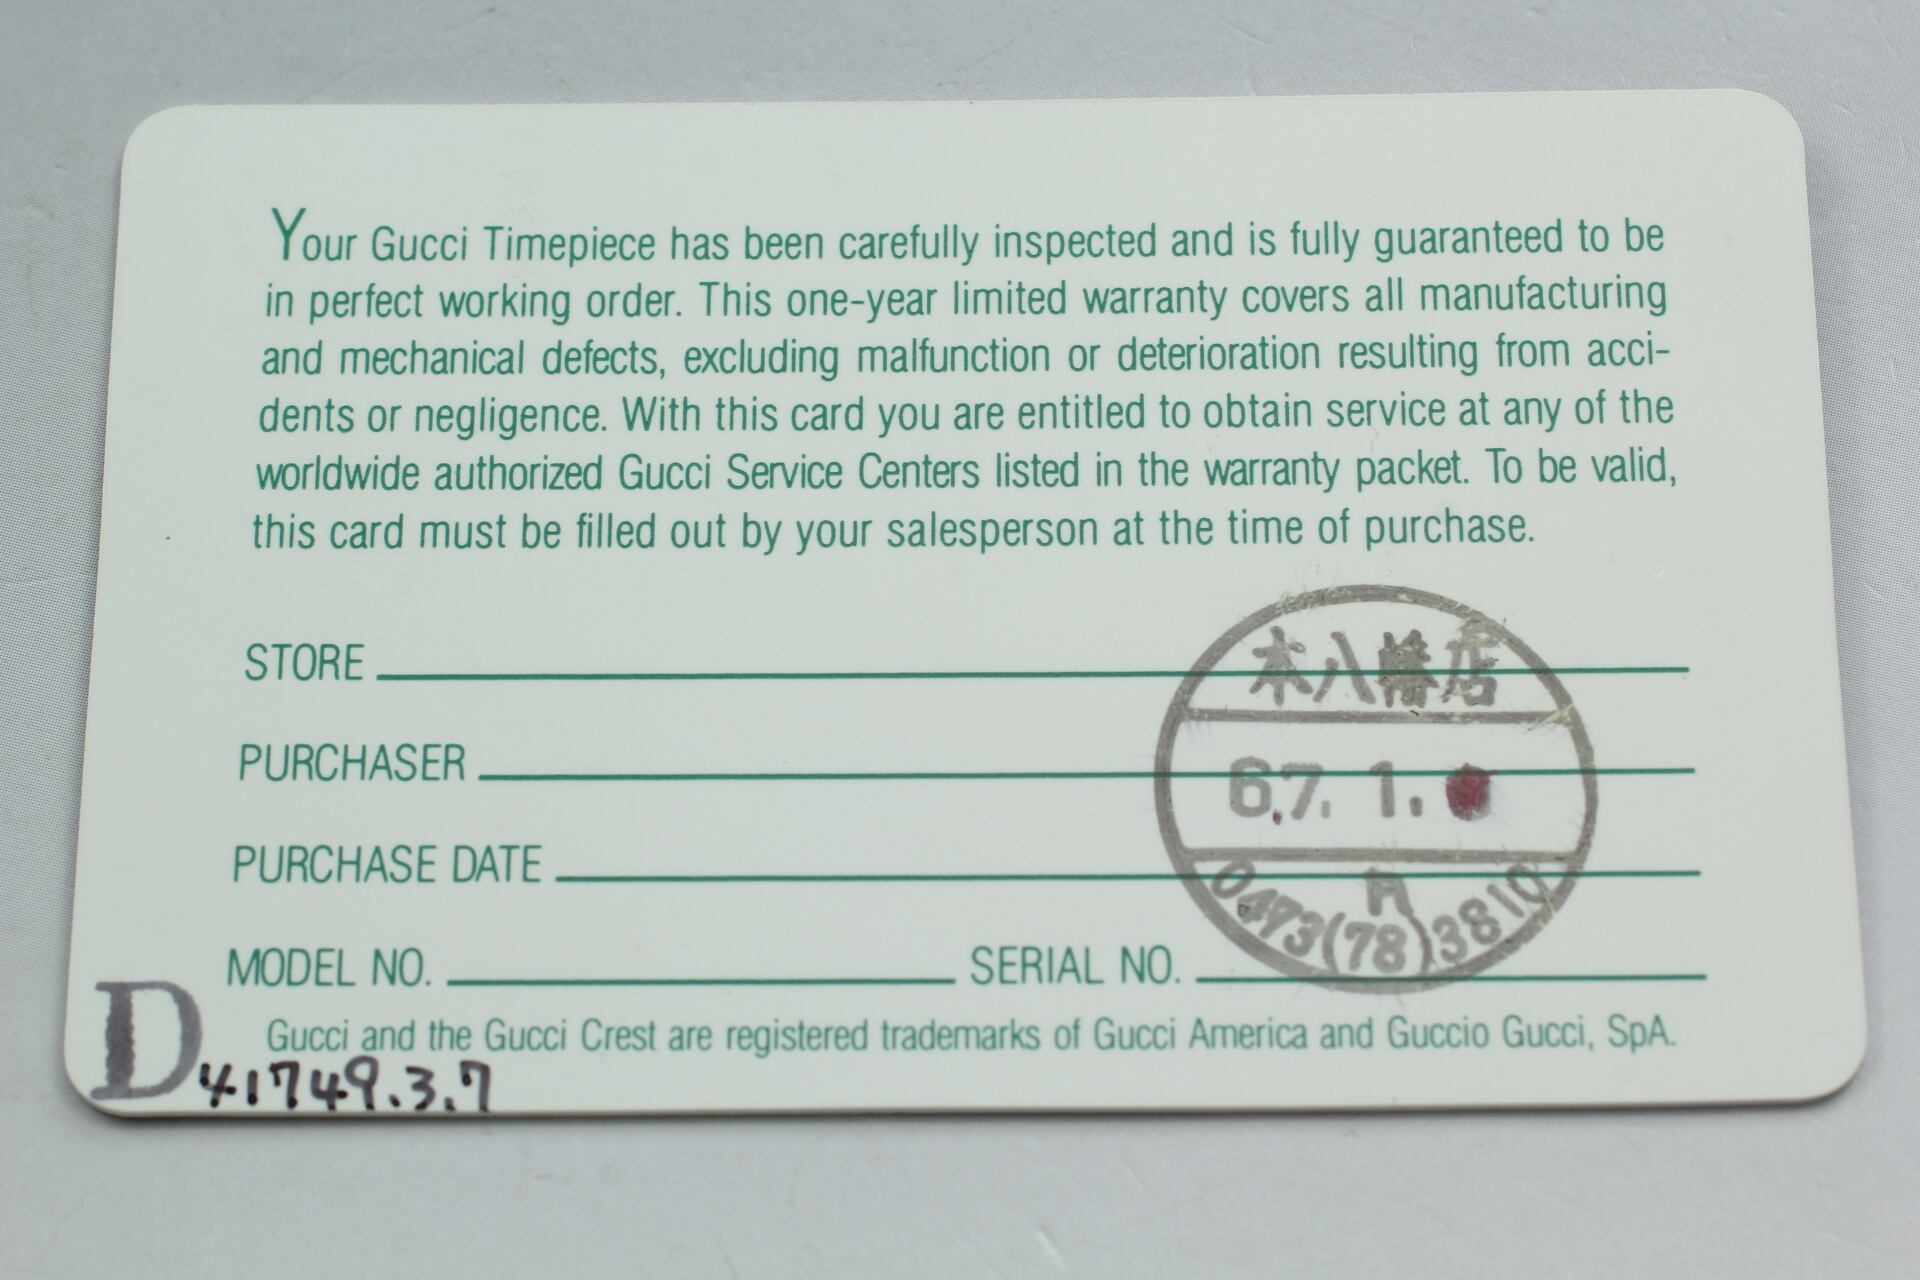 Your Gucci Timepiece has been carefully inspected and is fully guaranteed to be
in perfect working order. This one-year limited warranty covers all manufacturing
and mechanical defects, excluding malfunction or deterioration resulting from acci-
dents or negligence. With this card you are entitled to obtain service at any of the
worldwide authorized Gucci Service Centers listed in the warranty packet. To be valid,
this card must be filled out by your salesperson at the time of purchase.
STORE
本八幡店
PURCHASER
6.7. 1.
PURCHASE DATE
A
0473(78)3810
MODEL NO. SERIAL NO.
Gucci and the Gucci Crest are registered trademarks of Gucci America and Guccio Gucci, SpA.
D 41749.3.7